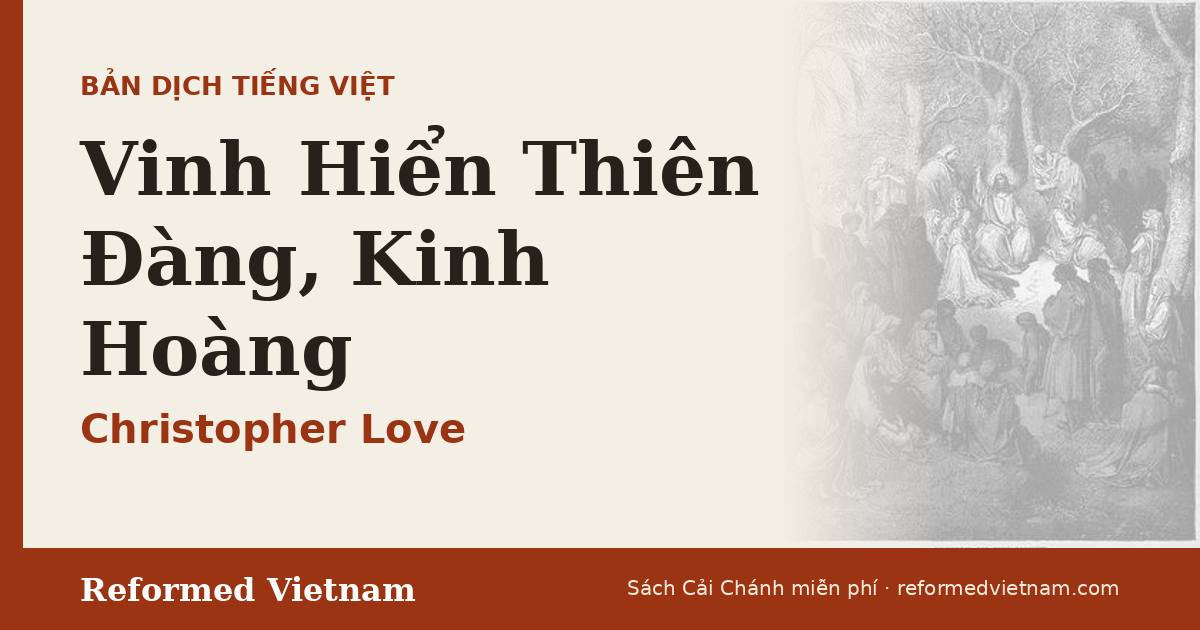 BẢN DỊCH TIẾNG VIỆT
Vinh Hiển Thiên
Đàng, Kinh
Hoàng
Christopher Love
Reformed Vietnam
Sách Cải Chánh miễn phí · reformedvietnam.com